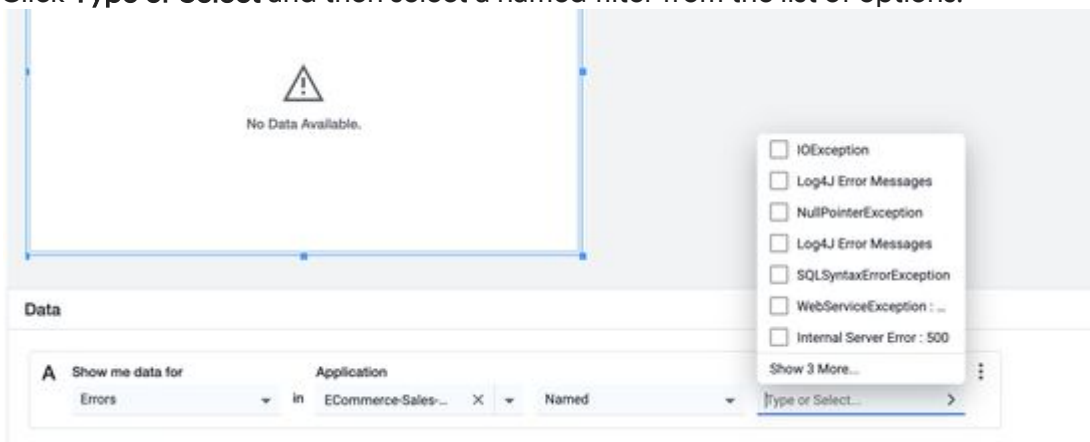 Click Type or Select and then select a named filter from the list of options.
No Data Available.
IOException
Log4J Error Messages
NullPointerException
Log4J Error Messages
SQLSyntaxErrorException
WebServiceException : ...
Internal Server Error : 500
Show 3 More...
Data
A Show me data for Application
Errors in ECommerce-Sales-... Named Type or Select...